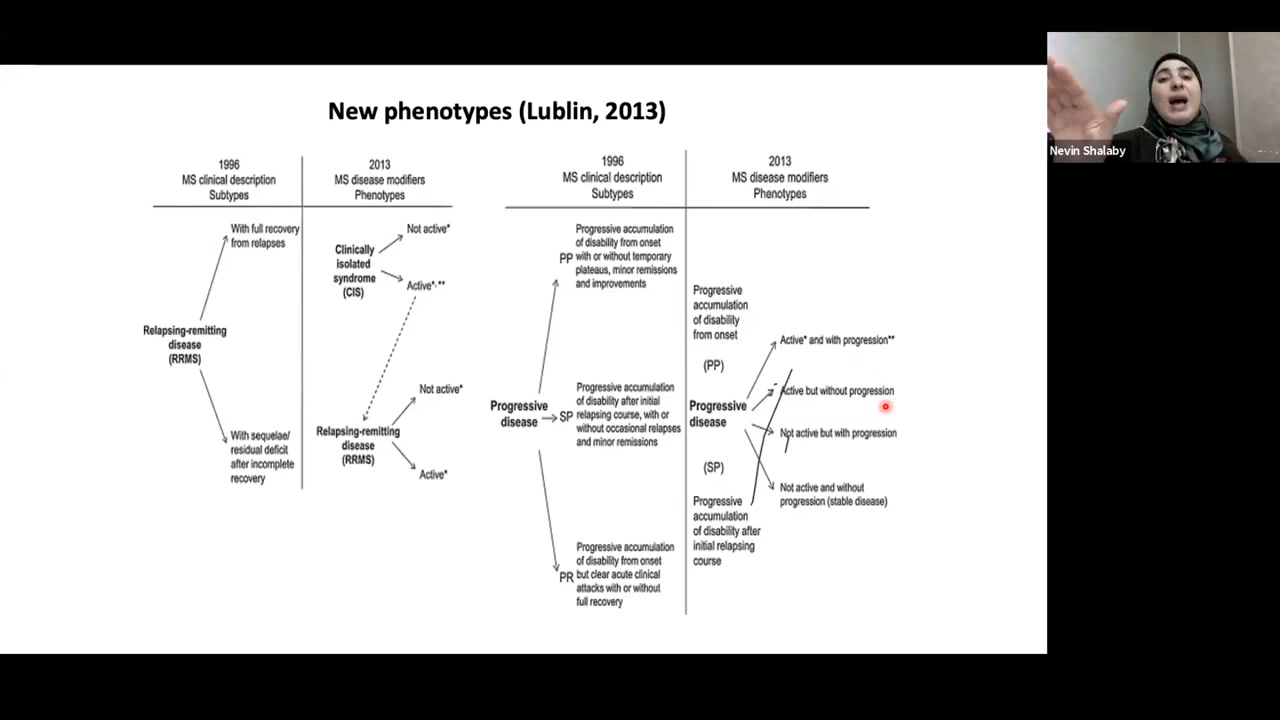 New phenotypes (Lublin, 2013)
1996
MS clinical description
Subtypes
2013
MS disease modifiers
Phenotypes
With full recovery
from relapses
Relapsing-remitting
disease
(RRMS)
With sequelae/
residual deficit
after incomplete
recovery
Clinically
isolated
syndrome
(CIS)
Not active*
Active*,**
Relapsing-remitting
disease
(RRMS)
Not active*
Active*
1996
MS clinical description
Subtypes
2013
MS disease modifiers
Phenotypes
Progressive
disease
PP
Progressive accumulation
of disability from onset
with or without temporary
plateaus, minor remissions
and improvements
SP
Progressive accumulation
of disability after initial
relapsing course, with or
without occasional relapses
and minor remissions
PR
Progressive accumulation
of disability from onset
but clear acute clinical
attacks with or without
full recovery
Progressive
accumulation
of disability
from onset
(PP)
Progressive
disease
(SP)
Progressive
accumulation
of disability after
initial relapsing
course
Active* and with progression**
Active but without progression
Not active but with progression
Not active and without
progression (stable disease)
Nevin Shalaby